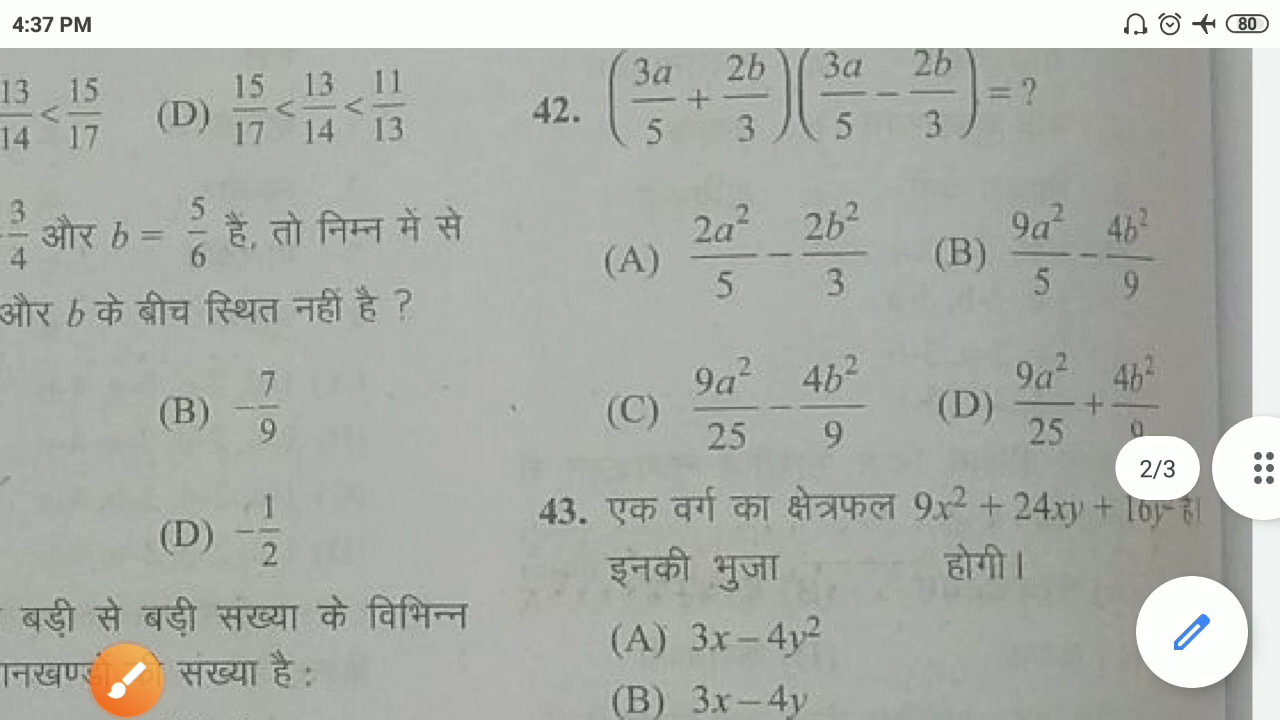 4:37 PM
80
13/14 < 15/17 (D) 15/17 < 13/14 < 11/13
3/4 और b = 5/6 है, तो निम्न में से
और b के बीच स्थित नहीं है ?
(B) -7/9
(D) -1/2
बड़ी से बड़ी संख्या के विभिन्न
संख्या है :
42. (3a/5 + 2b/3)(3a/5 - 2b/3) = ?
(A) 2a²/5 - 2b²/3 (B) 9a²/5 - 4b²/9
(C) 9a²/25 - 4b²/9 (D) 9a²/25 + 4b²/9
2/3
43. एक वर्ग का क्षेत्रफल 9x² + 24xy + 16y² है।
इनकी भुजा होगी।
(A) 3x – 4y²
(B) 3x – 4y